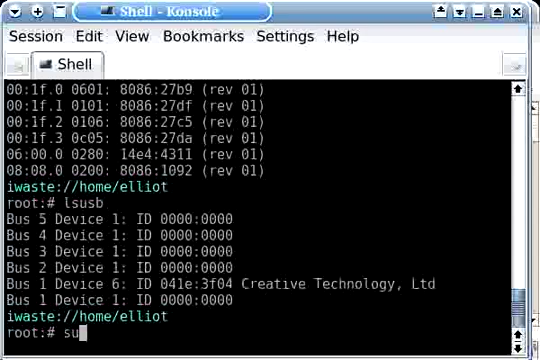 Shell - Konsole
Session Edit View Bookmarks Settings Help
Shell
00:1f.0 0601: 8086:27b9 (rev 01)
00:1f.1 0101: 8086:27df (rev 01)
00:1f.2 0106: 8086:27c5 (rev 01)
00:1f.3 0c05: 8086:27da (rev 01)
06:00.0 0280: 14e4:4311 (rev 01)
08:08.0 0200: 8086:1092 (rev 01)
iwaste://home/elliot
root:# lsusb
Bus 5 Device 1: ID 0000:0000
Bus 4 Device 1: ID 0000:0000
Bus 3 Device 1: ID 0000:0000
Bus 2 Device 1: ID 0000:0000
Bus 1 Device 6: ID 041e:3f04 Creative Technology, Ltd
Bus 1 Device 1: ID 0000:0000
iwaste://home/elliot
root:# su